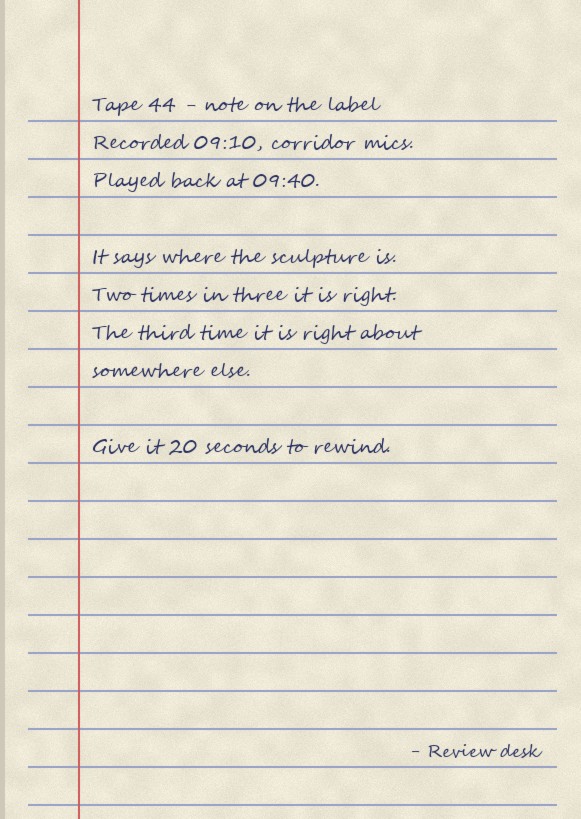 Tape 44 - note on the label
Recorded 09:10, corridor mics.
Played back at 09:40.
It says where the sculpture is.
Two times in three it is right.
The third time it is right about
somewhere else.
Give it 20 seconds to rewind.
- Review desk